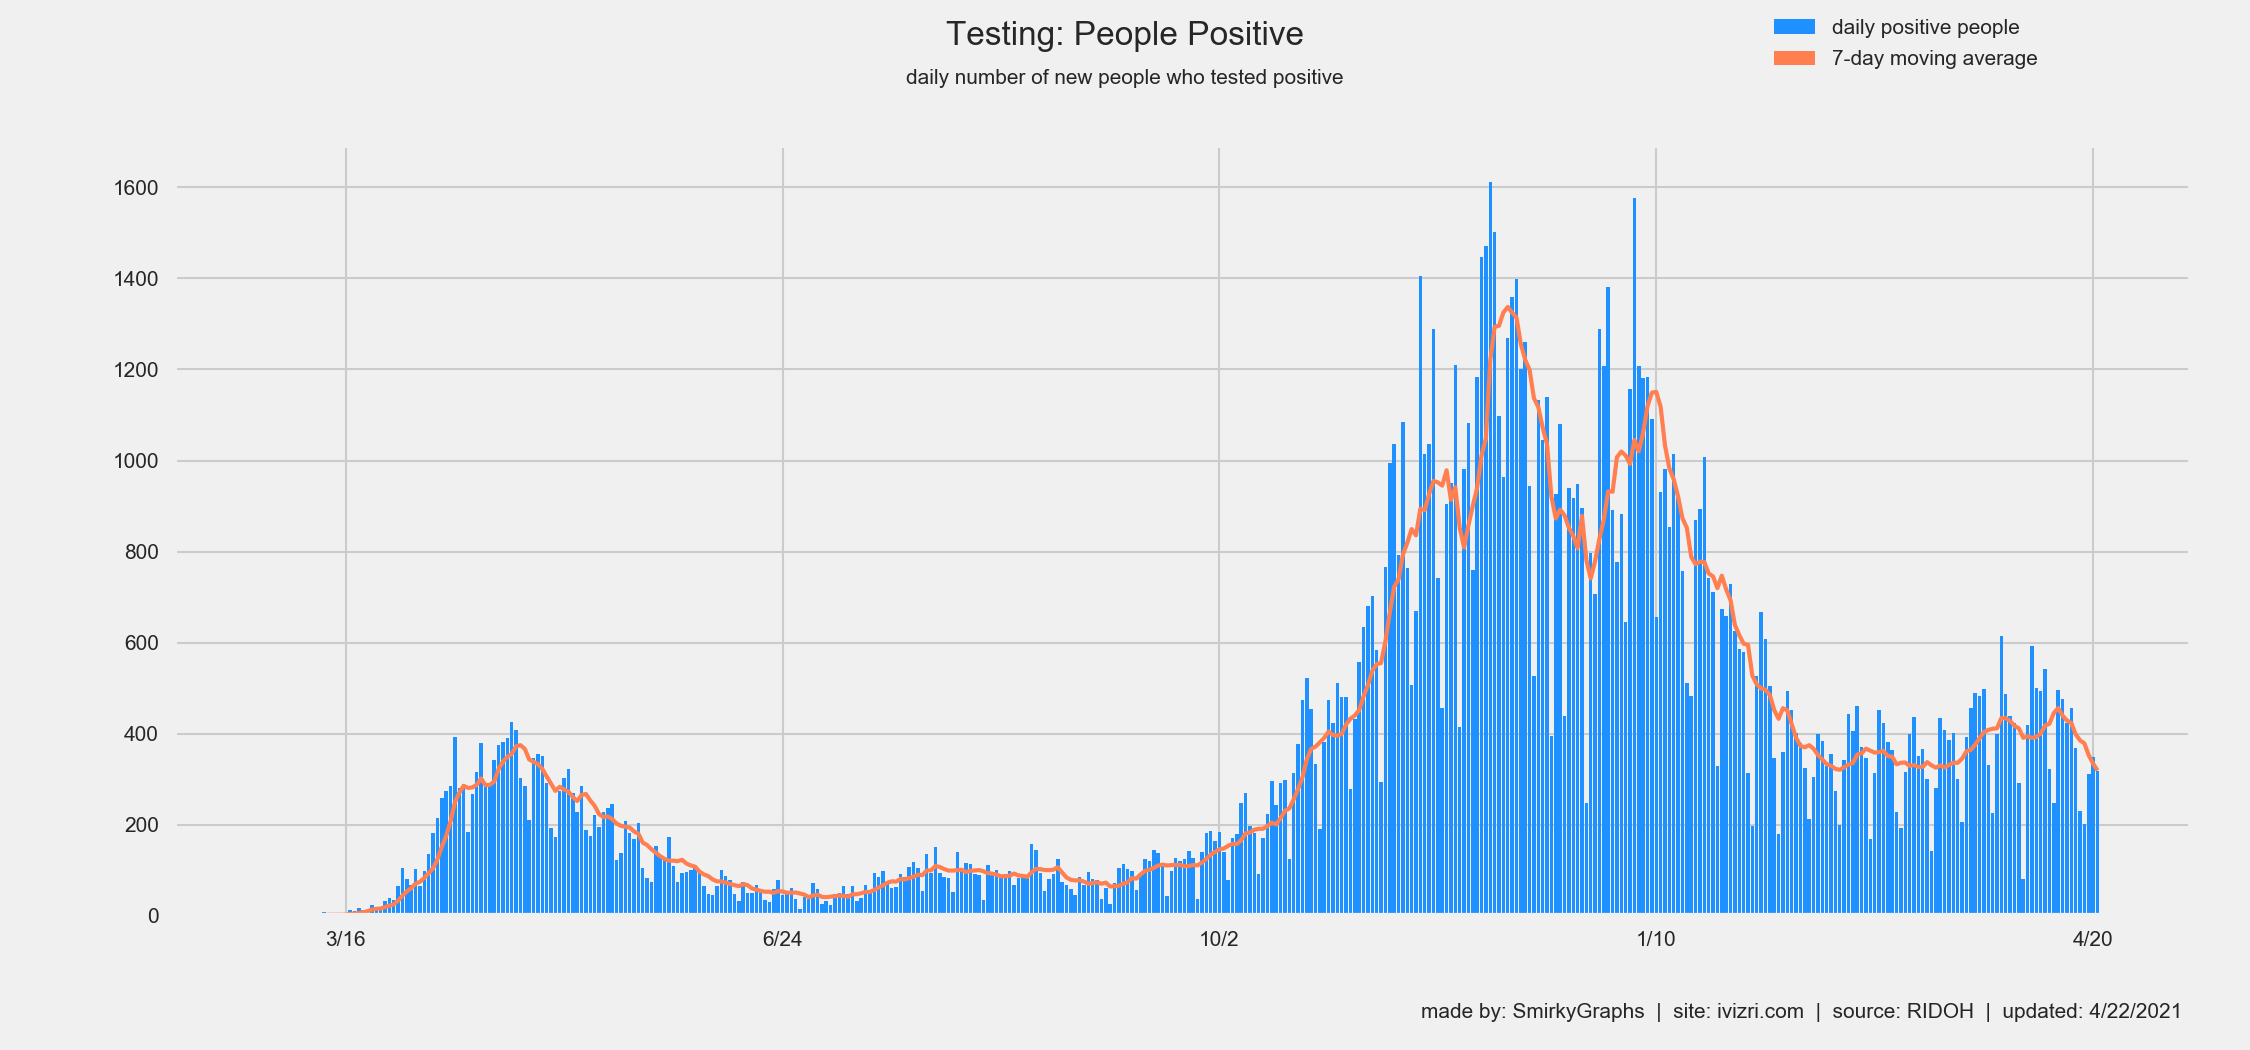 Testing: People Positive
daily number of new people who tested positive
daily positive people
7-day moving average
1600
1400
1200
1000
800
600
400
200
0
3/16 6/24 10/2 1/10 4/20
made by: SmirkyGraphs | site: ivizri.com | source: RIDOH | updated: 4/22/2021